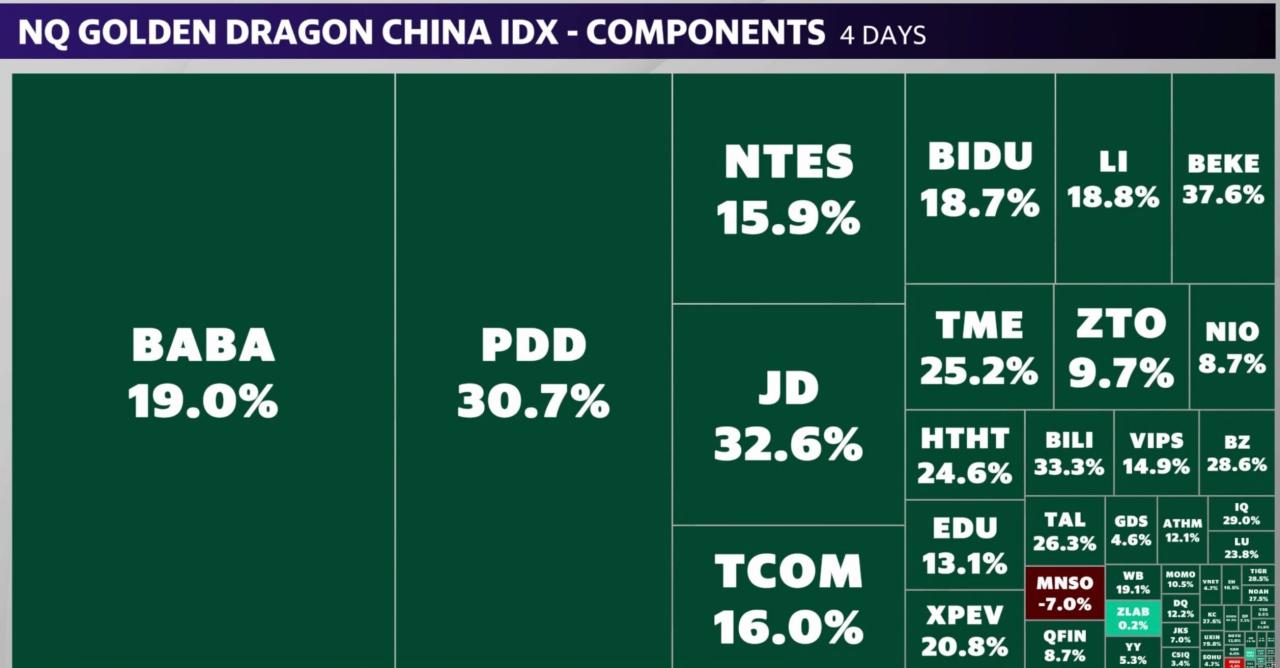 NQ GOLDEN DRAGON CHINA IDX - COMPONENTS 4 DAYS
BABA
19.0%
PDD
30.7%
NTES
15.9%
JD
32.6%
TCOM
16.0%
BIDU
18.7%
LI
18.8%
BEKE
37.6%
TME
25.2%
ZTO
9.7%
NIO
8.7%
HTHT
24.6%
BILI
33.3%
VIPS
14.9%
BZ
28.6%
EDU
13.1%
XPEV
20.8%
TAL
26.3%
GDS
4.6%
ATHM
12.1%
IQ
29.0%
LU
23.8%
MNSO
-7.0%
QFIN
8.7%
WB
19.1%
ZLAB
0.2%
YY
5.3%
MOMO
10.5%
DQ
12.2%
JKS
7.0%
CSIQ
3.4%
VNET
4.7%
TIGR
28.5%
NOAH
27.5%
KC
27.6%
UXIN
SOHU